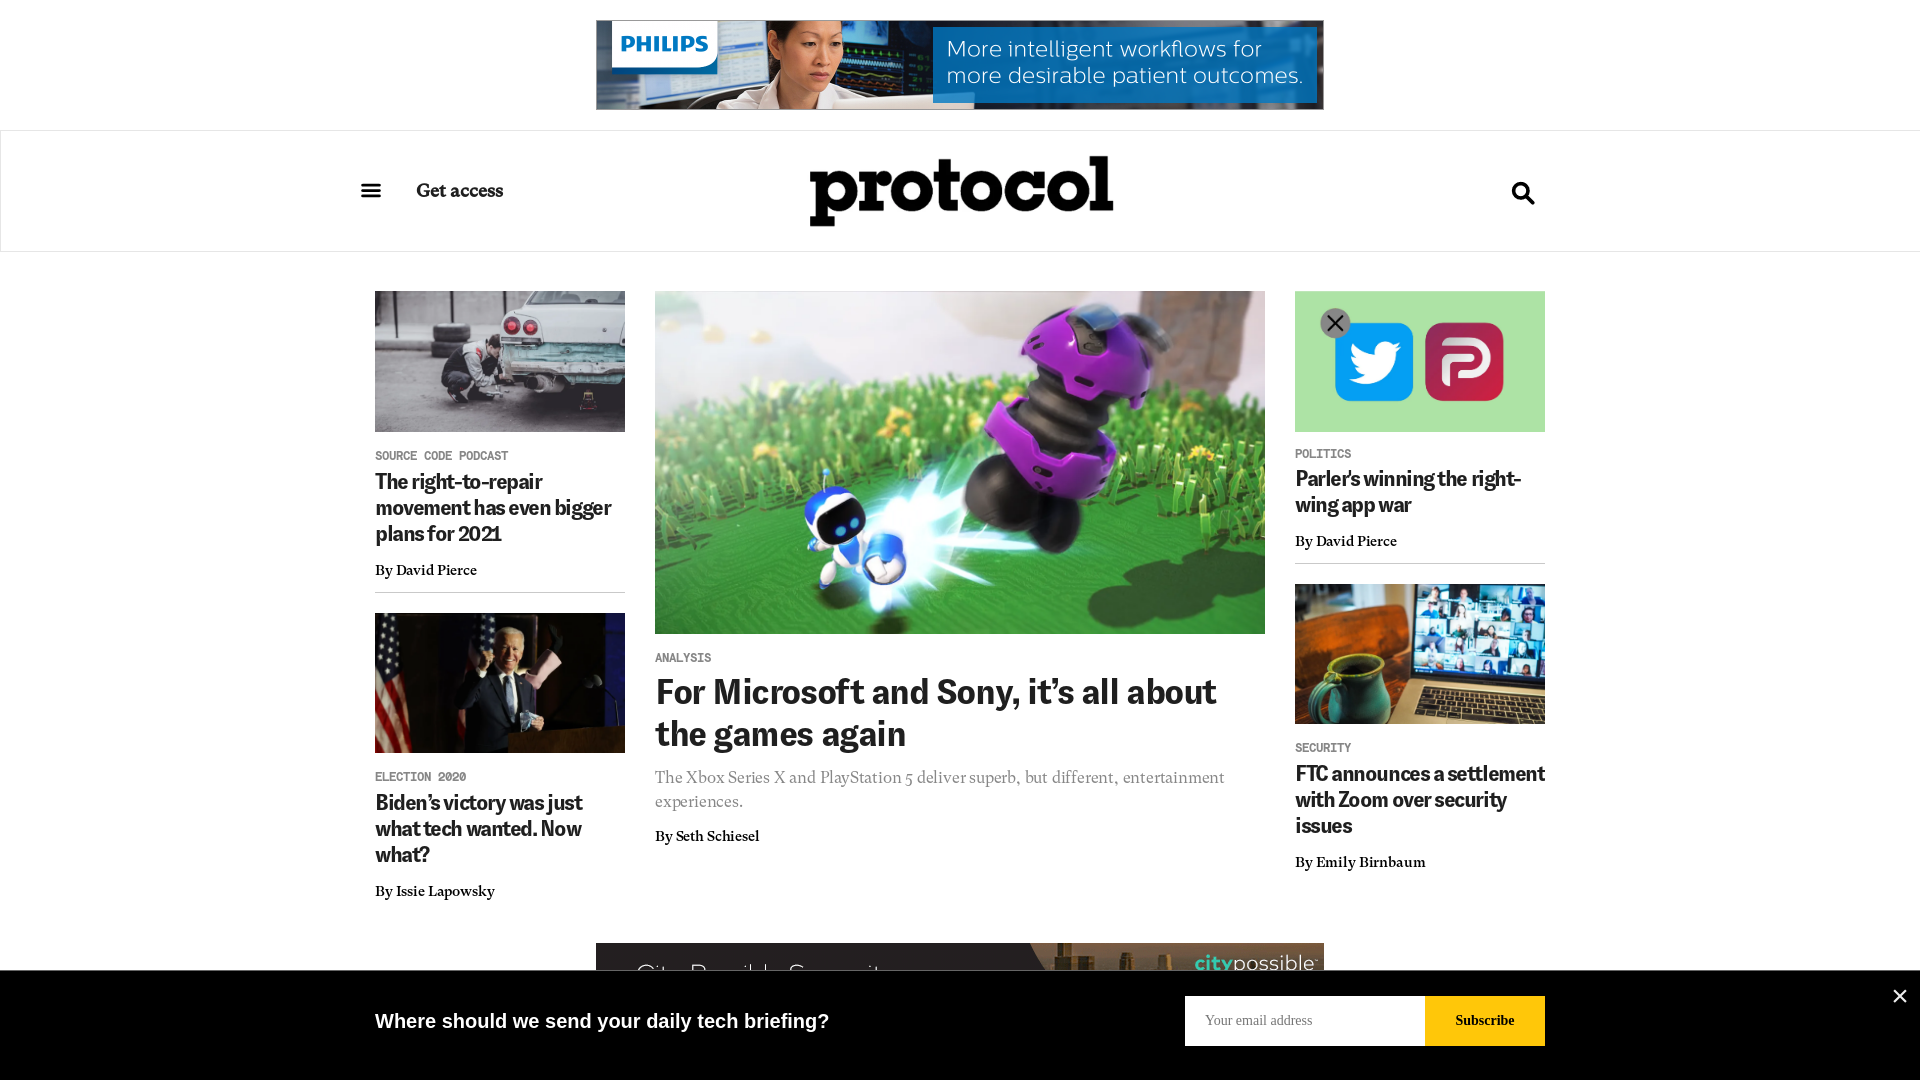 PHILIPS
More intelligent workflows for
more desirable patient outcomes.
Get access
protocol
SOURCE CODE PODCAST
The right-to-repair
movement has even bigger
plans for 2021
By David Pierce
ELECTION 2020
Biden’s victory was just
what tech wanted. Now
what?
By Issie Lapowsky
ANALYSIS
For Microsoft and Sony, it’s all about
the games again
The Xbox Series X and PlayStation 5 deliver superb, but different, entertainment
experiences.
By Seth Schiesel
POLITICS
Parler's winning the right-
wing app war
By David Pierce
SECURITY
FTC announces a settlement
with Zoom over security
issues
By Emily Birnbaum
City Possible Summit
citypossible™
Where should we send your daily tech briefing?
Your email address
Subscribe